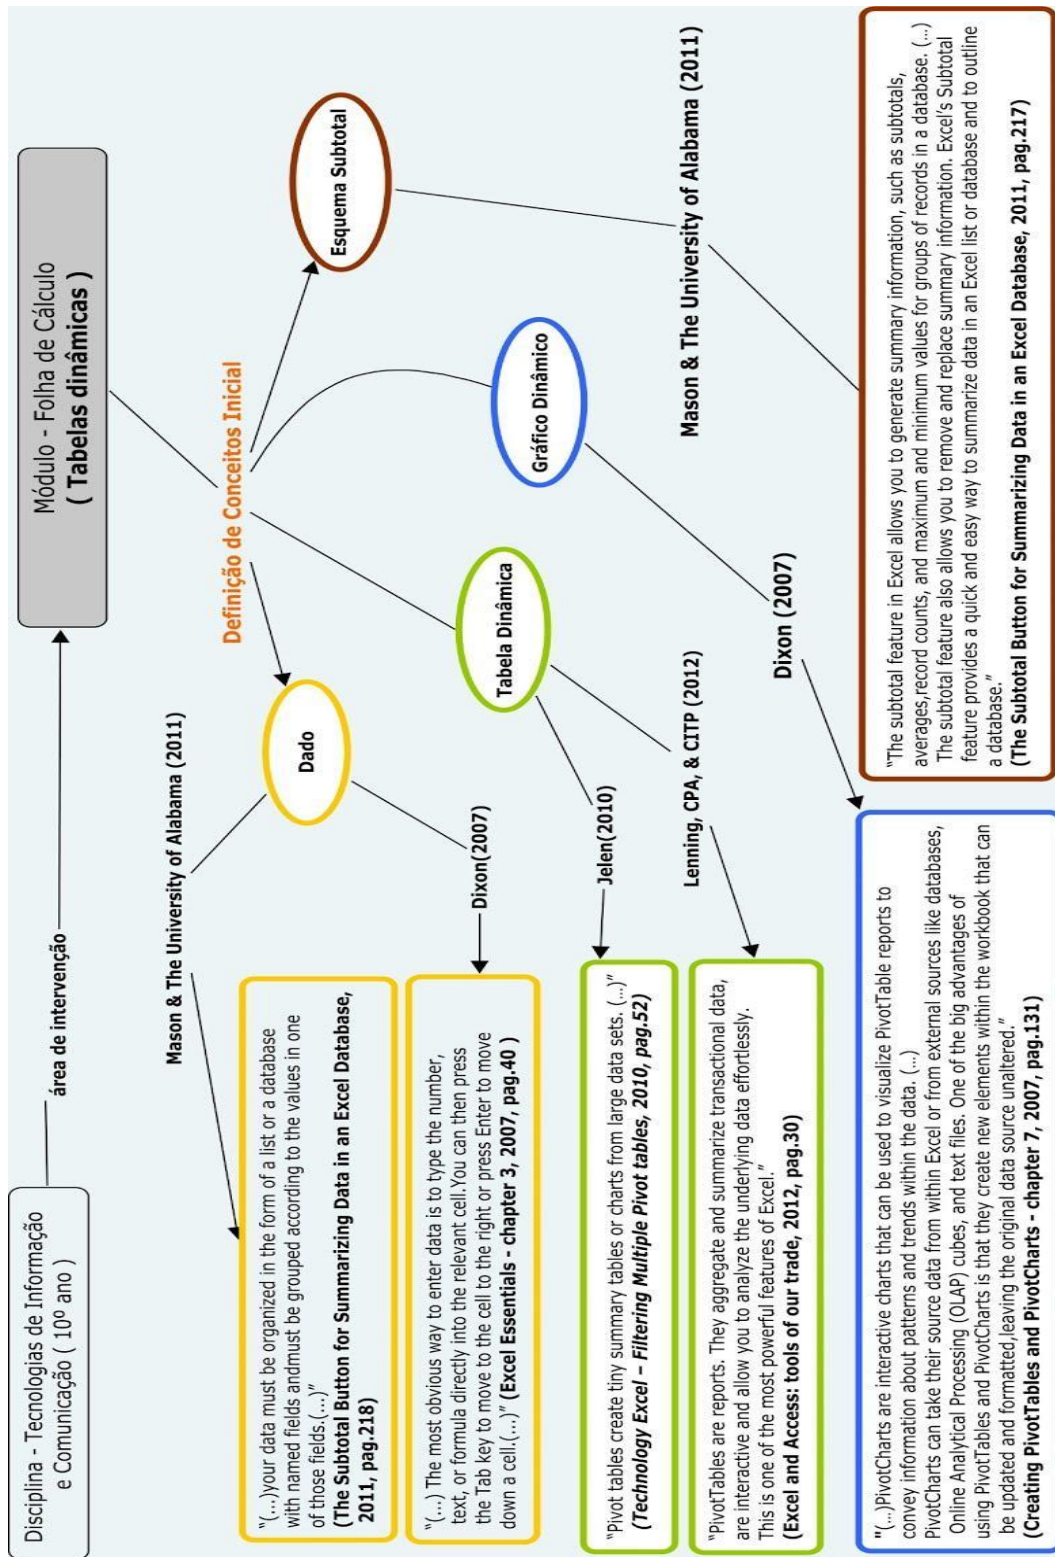 Disciplina - Tecnologias de Informação
e Comunicação ( 10º ano )
área de intervenção
Módulo - Folha de Cálculo
( Tabelas dinâmicas )
Definição de Conceitos Inicial
Mason & The University of Alabama (2011)
Dado
Dixon(2007)
Tabela Dinâmica
Jelen(2010)
Lenning, CPA, & CITP (2012)
Gráfico Dinâmico
Dixon (2007)
Esquema Subtotal
Mason & The University of Alabama (2011)
“(...)your data must be organized in the form of a list or a database
with named fields andmust be grouped according to the values in one
of those fields.(...)”
(The Subtotal Button for Summarizing Data in an Excel Database,
2011, pag.218)
“(...) The most obvious way to enter data is to type the number,
text, or formula directly into the relevant cell.You can then press
the Tab key to move to the cell to the right or press Enter to move
down a cell.(...)” (Excel Essentials - chapter 3, 2007, pag.40 )
“Pivot tables create tiny summary tables or charts from large data sets. (...)”
(Technology Excel – Filtering Multiple Pivot tables, 2010, pag.52)
“PivotTables are reports. They aggregate and summarize transactional data,
are interactive and allow you to analyze the underlying data effortlessly.
This is one of the most powerful features of Excel.”
(Excel and Access: tools of our trade, 2012, pag.30)
”(...)PivotCharts are interactive charts that can be used to visualize PivotTable reports to
convey information about patterns and trends within the data. (...)
PivotCharts can take their source data from within Excel or from external sources like databases,
Online Analytical Processing (OLAP) cubes, and text files. One of the big advantages of
using PivotTables and PivotCharts is that they create new elements within the workbook that can
be updated and formatted,leaving the original data source unaltered.”
(Creating PivotTables and PivotCharts - chapter 7, 2007, pag.131)
“The subtotal feature in Excel allows you to generate summary information, such as subtotals,
averages,record counts, and maximum and minimum values for groups of records in a database. (...)
The subtotal feature also allows you to remove and replace summary information. Excel’s Subtotal
feature provides a quick and easy way to summarize data in an Excel list or database and to outline
a database.”
(The Subtotal Button for Summarizing Data in an Excel Database, 2011, pag.217)